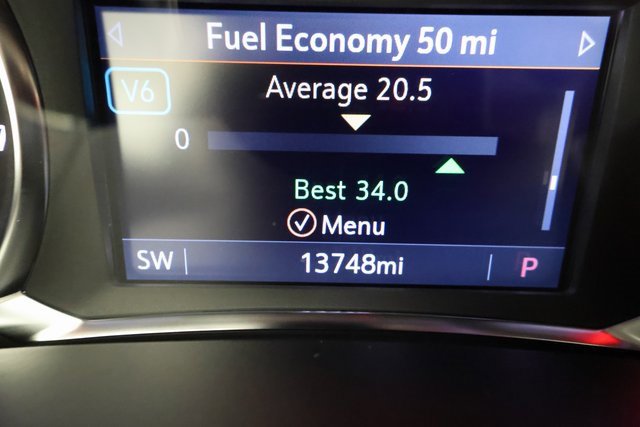 Fuel Economy 50 mi
V6
Average 20.5
0
Best 34.0
Menu
SW 13748mi P